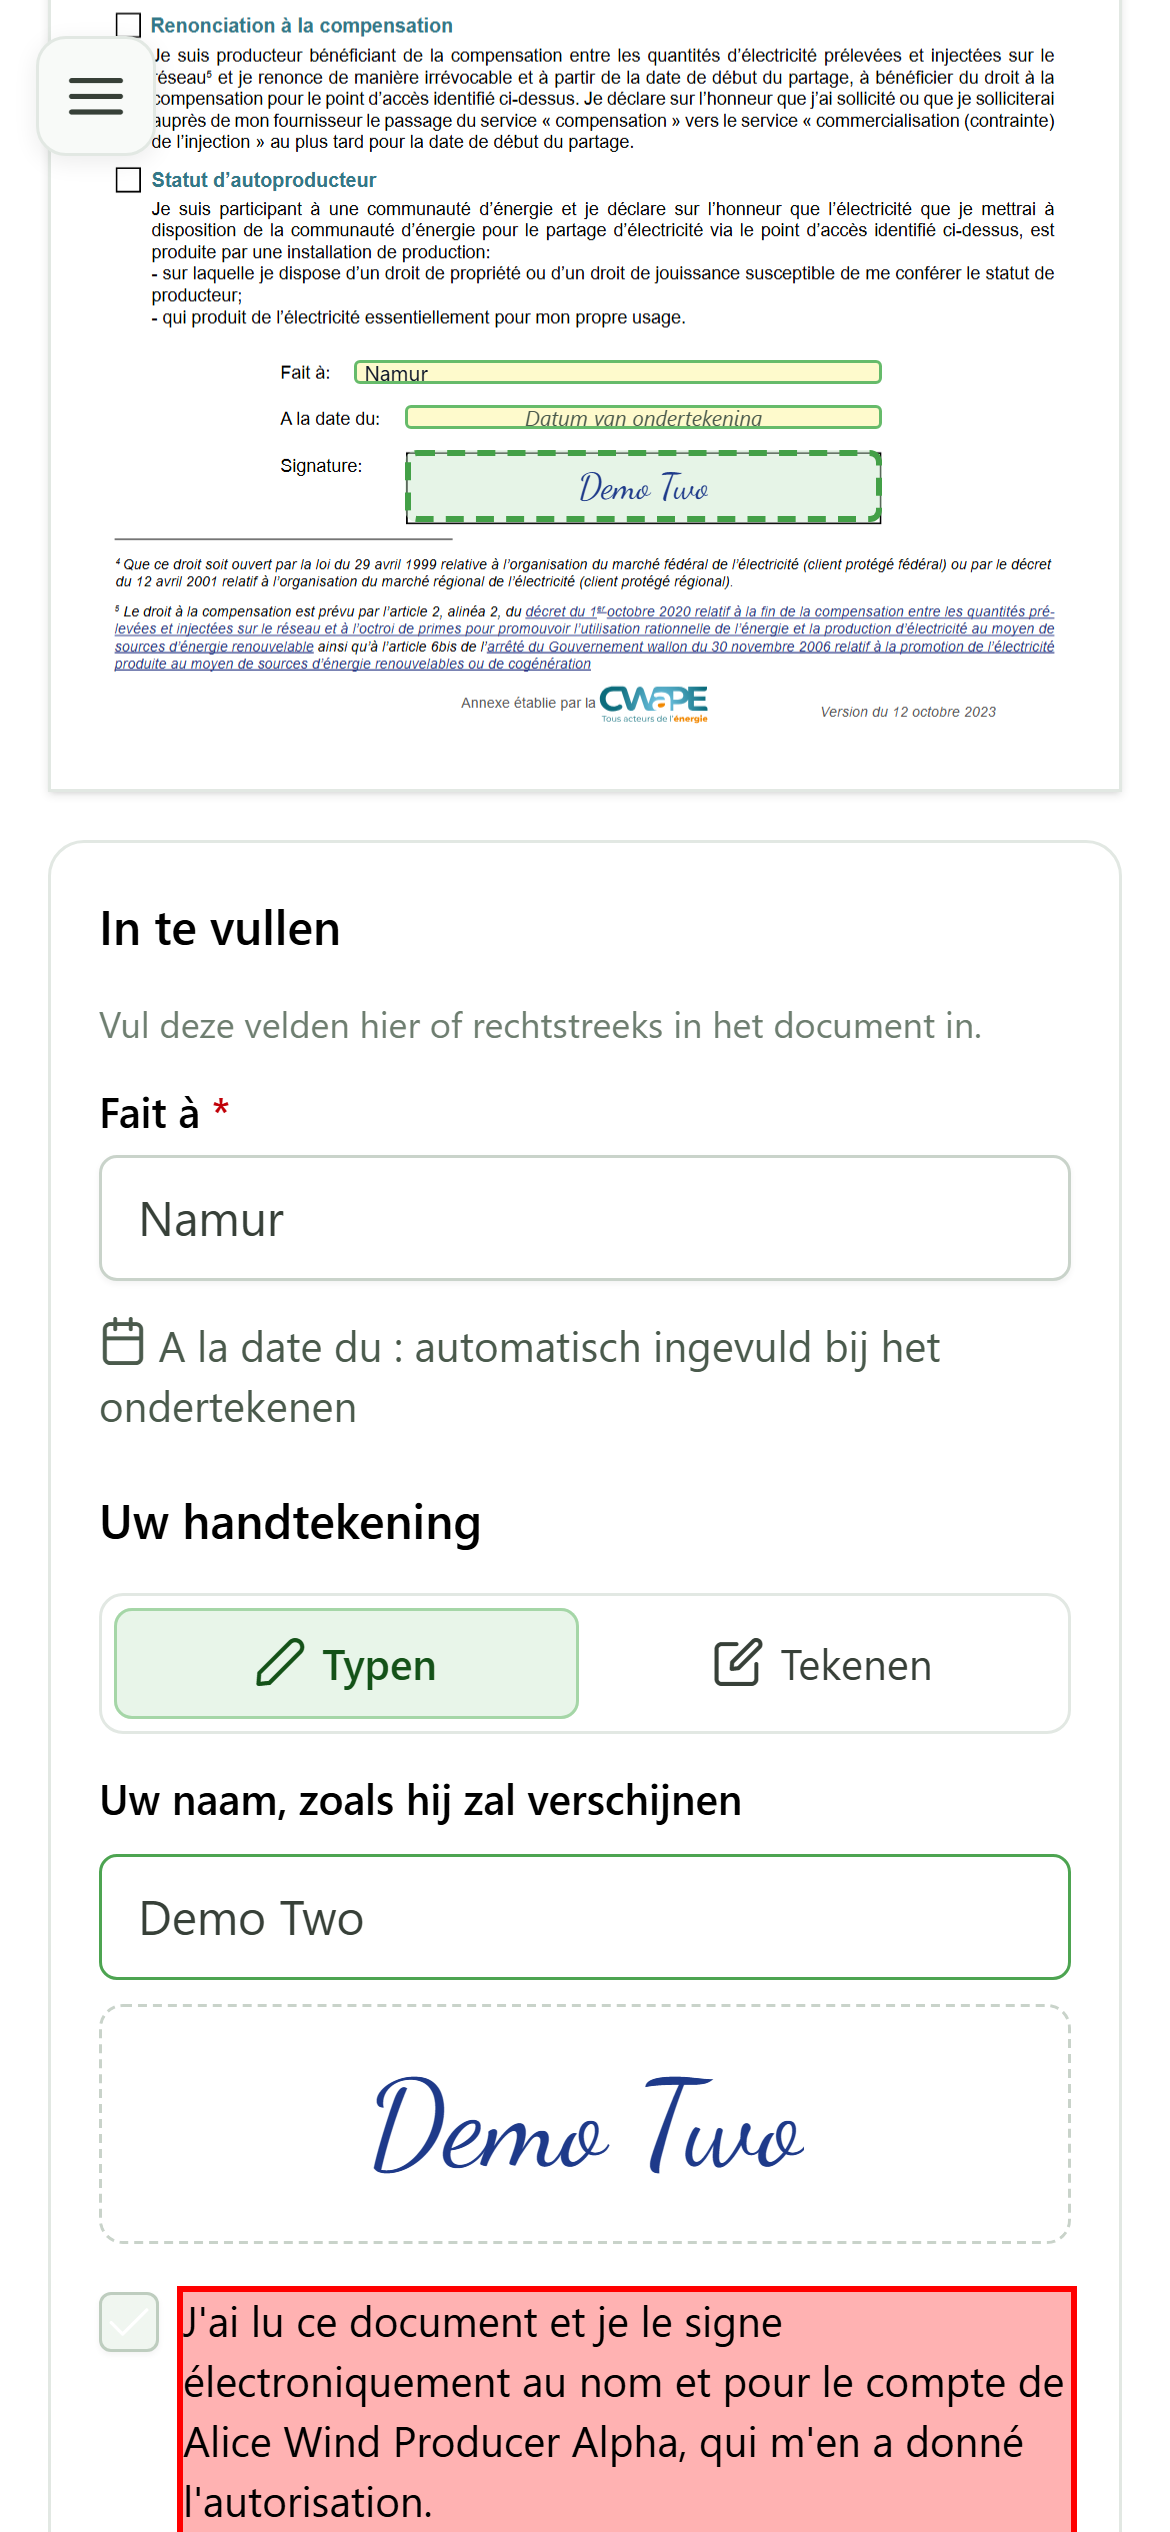 Renonciation à la compensation
Je suis producteur bénéficiant de la compensation entre les quantités d'électricité prélevées et injectées sur le
réseau⁵ et je renonce de manière irrévocable et à partir de la date de début du partage, à bénéficier du droit à la
compensation pour le point d'accès identifié ci-dessus. Je déclare sur l'honneur que j'ai sollicité ou que je solliciterai
auprès de mon fournisseur le passage du service « compensation » vers le service « commercialisation (contrainte)
de l'injection » au plus tard pour la date de début du partage.
Statut d'autoproducteur
Je suis participant à une communauté d'énergie et je déclare sur l'honneur que l'électricité que je mettrai à
disposition de la communauté d'énergie pour le partage d'électricité via le point d'accès identifié ci-dessus, est
produite par une installation de production:
- sur laquelle je dispose d'un droit de propriété ou d'un droit de jouissance susceptible de me conférer le statut de
producteur;
- qui produit de l'électricité essentiellement pour mon propre usage.
Fait à: Namur
A la date du: Datum van ondertekening
Signature: Demo Two
⁴ Que ce droit soit ouvert par la loi du 29 avril 1999 relative à l'organisation du marché fédéral de l'électricité (client protégé fédéral) ou par le décret
du 12 avril 2001 relatif à l'organisation du marché régional de l'électricité (client protégé régional).
⁵ Le droit à la compensation est prévu par l'article 2, alinéa 2, du décret du 1er octobre 2020 relatif à la fin de la compensation entre les quantités pré-
levées et injectées sur le réseau et à l'octroi de primes pour promouvoir l'utilisation rationnelle de l'énergie et la production d'électricité au moyen de
sources d'énergie renouvelable ainsi qu'à l'article 6bis de l'arrêté du Gouvernement wallon du 30 novembre 2006 relatif à la promotion de l'électricité
produite au moyen de sources d'énergie renouvelables ou de cogénération
Annexe établie par la CWaPE
Tous acteurs de l'énergie
Version du 12 octobre 2023
In te vullen
Vul deze velden hier of rechtstreeks in het document in.
Fait à *
Namur
A la date du : automatisch ingevuld bij het
ondertekenen
Uw handtekening
Typen
Tekenen
Uw naam, zoals hij zal verschijnen
Demo Two
Demo Two
J'ai lu ce document et je le signe
électroniquement au nom et pour le compte de
Alice Wind Producer Alpha, qui m'en a donné
l'autorisation.